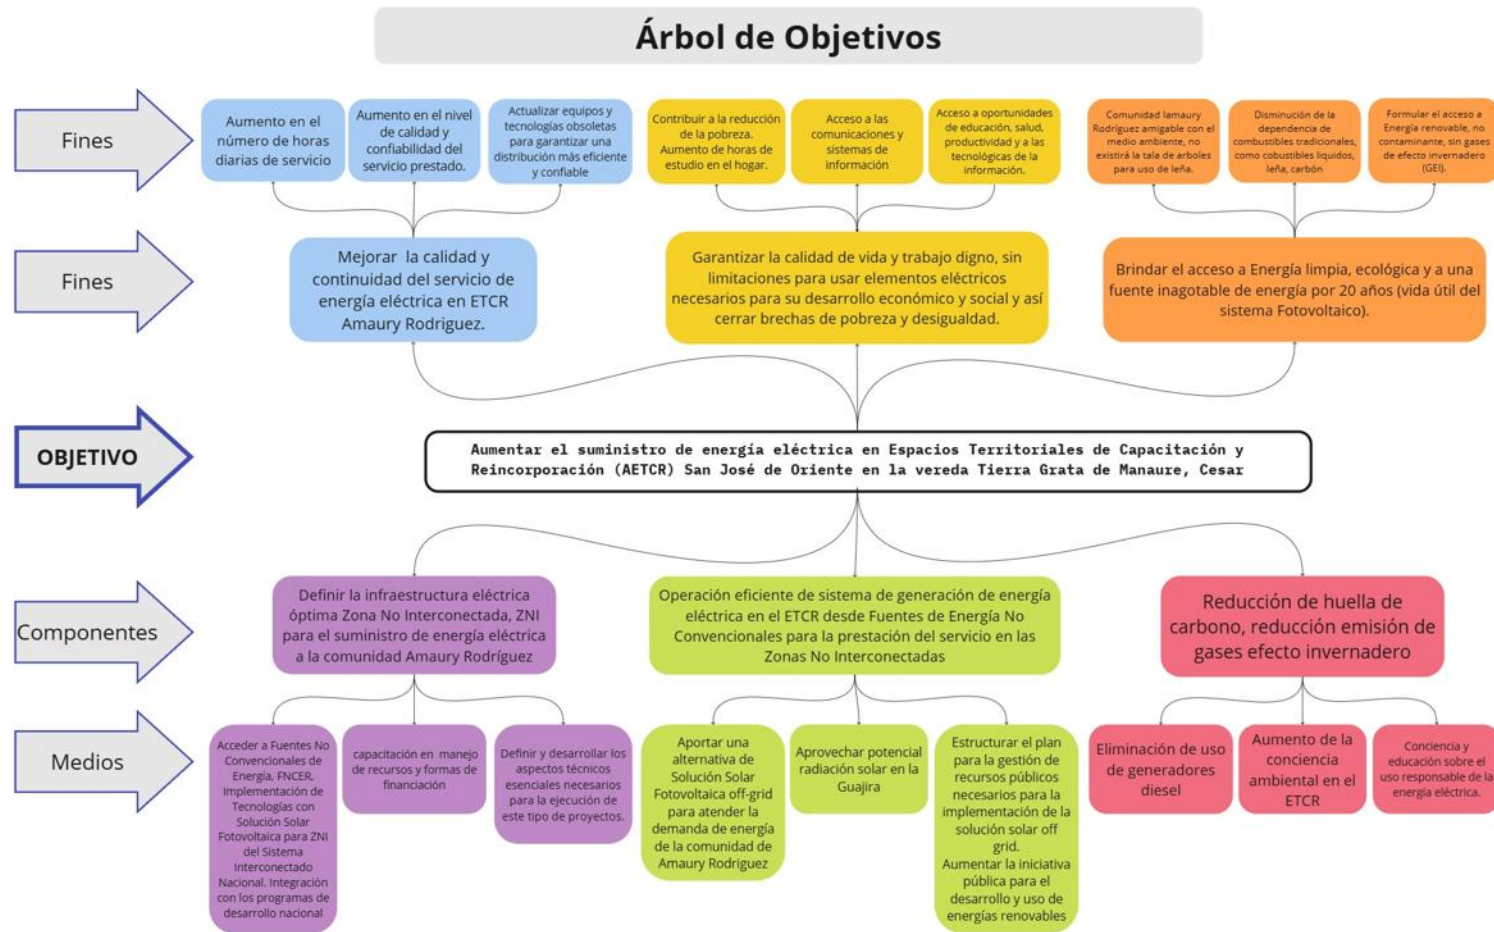 Árbol de Objetivos
Fines
Aumento en el
número de horas
diarias de servicio
Aumento en el nivel
de calidad y
confiabilidad del
servicio prestado.
Actualizar equipos y
tecnologías obsoletas
para garantizar una
distribución más eficiente
y confiable
Contribuir a la reducción
de la pobreza.
Aumento de horas de
estudio en el hogar.
Acceso a las
comunicaciones y
sistemas de
información
Acceso a oportunidades
de educación, salud,
productividad y a las
tecnológicas de la
información.
Comunidad Iamaury
Rodríguez amigable con el
medio ambiente, no
existirá la tala de arboles
para uso de leña.
Disminución de la
dependencia de
combustibles tradicionales,
como cobustibles liquidos,
leña, carbón
Formular el acceso a
Energía renovable, no
contaminante, sin gases
de efecto invernadero
(GEI).
Fines
Mejorar la calidad y
continuidad del servicio de
energía eléctrica en ETCR
Amaury Rodriguez.
Garantizar la calidad de vida y trabajo digno, sin
limitaciones para usar elementos eléctricos
necesarios para su desarrollo económico y social y así
cerrar brechas de pobreza y desigualdad.
Brindar el acceso a Energía limpia, ecológica y a una
fuente inagotable de energía por 20 años (vida útil del
sistema Fotovoltaico).
OBJETIVO
Aumentar el suministro de energía eléctrica en Espacios Territoriales de Capacitación y
Reincorporación (AETCR) San José de Oriente en la vereda Tierra Grata de Manaure, Cesar
Componentes
Definir la infraestructura eléctrica
óptima Zona No Interconectada, ZNI
para el suministro de energía eléctrica
a la comunidad Amaury Rodríguez
Operación eficiente de sistema de generación de energía
eléctrica en el ETCR desde Fuentes de Energía No
Convencionales para la prestación del servicio en las
Zonas No Interconectadas
Reducción de huella de
carbono, reducción emisión de
gases efecto invernadero
Medios
Acceder a Fuentes No
Convencionales de
Energía, FNCER,
Implementación de
Tecnologías con
Solución Solar
Fotovoltaica para ZNI
del Sistema
Interconectado
Nacional. Integración
con los programas de
desarrollo nacional
capacitación en manejo
de recursos y formas de
financiación
Definir y desarrollar los
aspectos técnicos
esenciales necesarios
para la ejecución de
este tipo de proyectos.
Aportar una
alternativa de
Solución Solar
Fotovoltaica off-grid
para atender la
demanda de energía
de la comunidad de
Amaury Rodriguez
Aprovechar potencial
radiación solar en la
Guajira
Estructurar el plan
para la gestión de
recursos públicos
necesarios para la
implementación de la
solución solar off
grid.
Aumentar la iniciativa
pública para el
desarrollo y uso de
energías renovables
Eliminación de uso
de generadores
diesel
Aumento de la
conciencia
ambiental en el
ETCR
Conciencia y
educación sobre el
uso responsable de la
energía eléctrica.